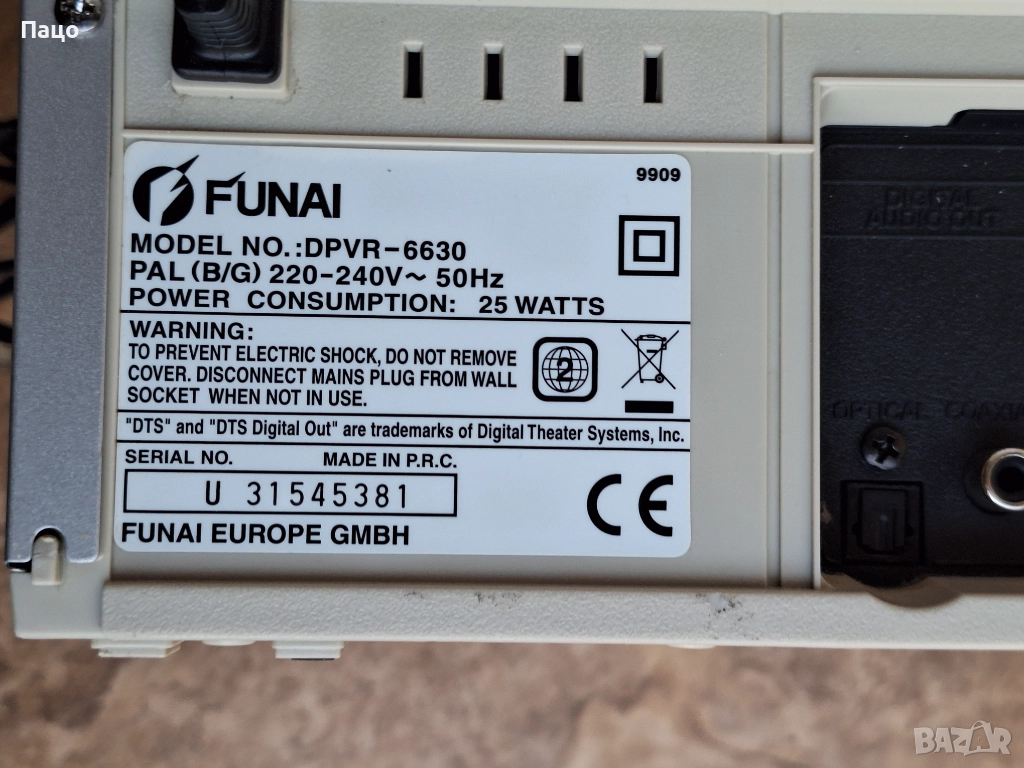 Пацо
FUNAI
9909
MODEL NO.:DPVR-6630
PAL (B/G) 220-240V~ 50Hz
POWER CONSUMPTION: 25 WATTS
WARNING:
TO PREVENT ELECTRIC SHOCK, DO NOT REMOVE
COVER. DISCONNECT MAINS PLUG FROM WALL
SOCKET WHEN NOT IN USE.
2
"DTS" and "DTS Digital Out" are trademarks of Digital Theater Systems, Inc.
SERIAL NO. MADE IN P.R.C.
U 31545381
FUNAI EUROPE GMBH
CE
DIGITAL
AUDIO OUT
OPTICAL COAXIA
BAZAR